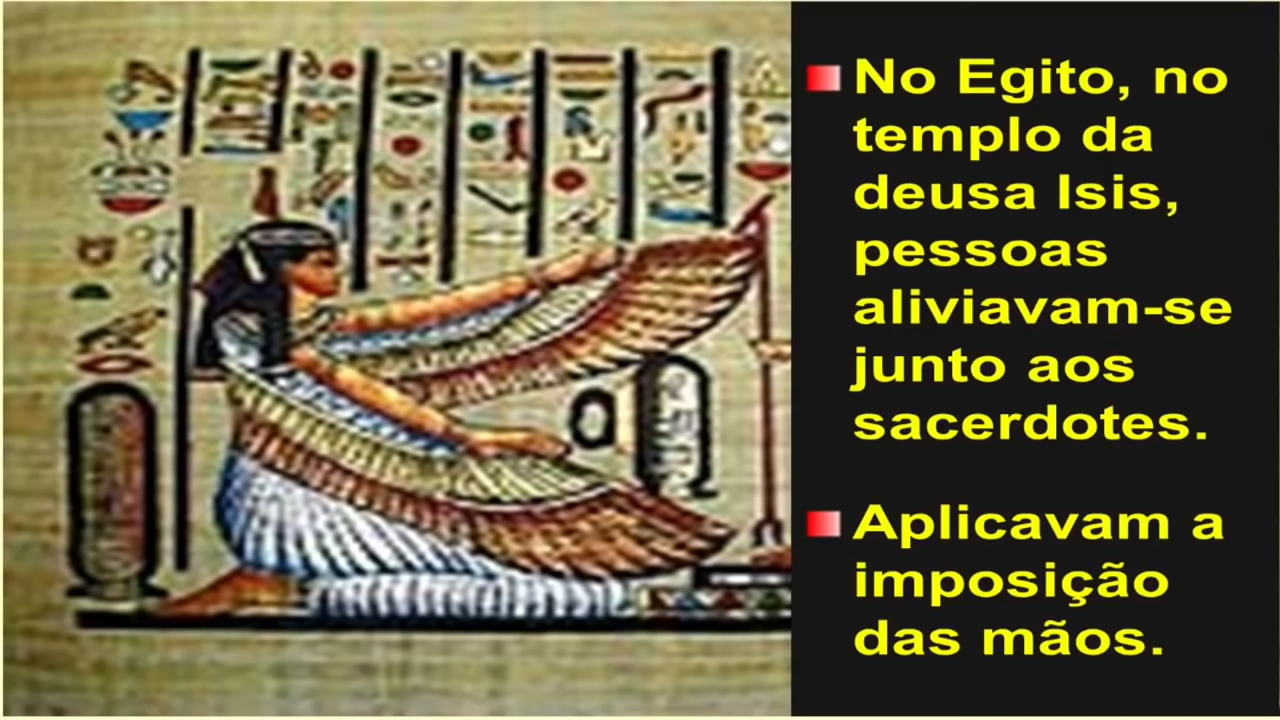 No Egito, no
templo da
deusa Isis,
pessoas
aliviavam-se
junto aos
sacerdotes.
Aplicavam a
imposição
das mãos.